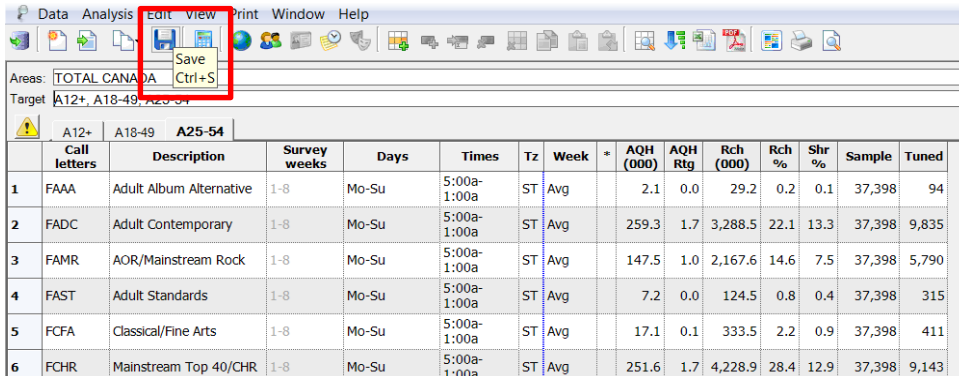 Data Analysis Edit View Print Window Help
Save
Ctrl+S
Areas: TOTAL CANADA
Target A12+, A18-49, A25-54
A12+ A18-49 A25-54
Call letters Description Survey weeks Days Times Tz Week * AQH (000) AQH Rtg Rch (000) Rch % Shr % Sample Tuned
1 FAAA Adult Album Alternative 1-8 Mo-Su 5:00a-1:00a ST Avg 2.1 0.0 29.2 0.2 0.1 37,398 94
2 FADC Adult Contemporary 1-8 Mo-Su 5:00a-1:00a ST Avg 259.3 1.7 3,288.5 22.1 13.3 37,398 9,835
3 FAMR AOR/Mainstream Rock 1-8 Mo-Su 5:00a-1:00a ST Avg 147.5 1.0 2,167.6 14.6 7.5 37,398 5,790
4 FAST Adult Standards 1-8 Mo-Su 5:00a-1:00a ST Avg 7.2 0.0 124.5 0.8 0.4 37,398 315
5 FCFA Classical/Fine Arts 1-8 Mo-Su 5:00a-1:00a ST Avg 17.1 0.1 333.5 2.2 0.9 37,398 411
6 FCHR Mainstream Top 40/CHR 1-8 Mo-Su 5:00a-1:00a ST Avg 251.6 1.7 4,228.9 28.4 12.9 37,398 9,143